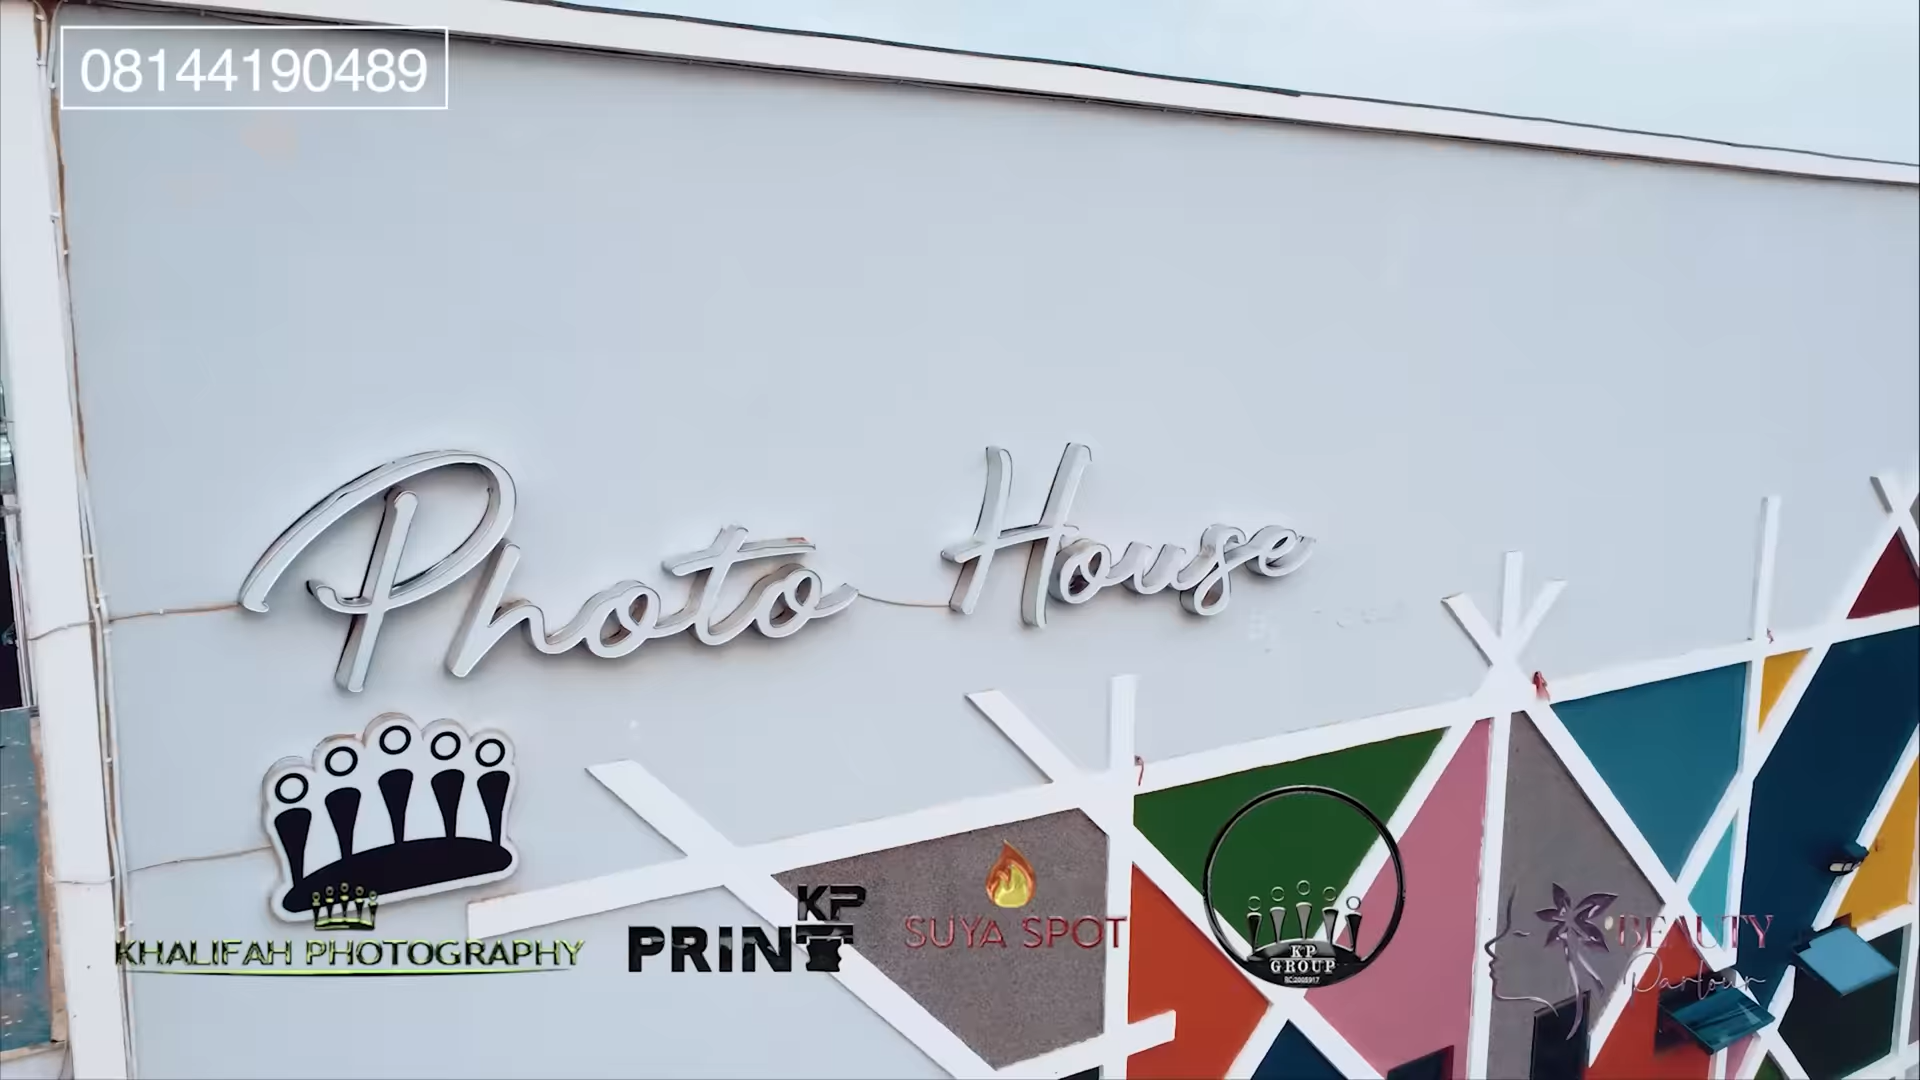 08144190489
Photo House
KHALIFAH PHOTOGRAPHY
KP
PRINT
SUYA SPOT
KP
GROUP
BEAUTY
Parlour